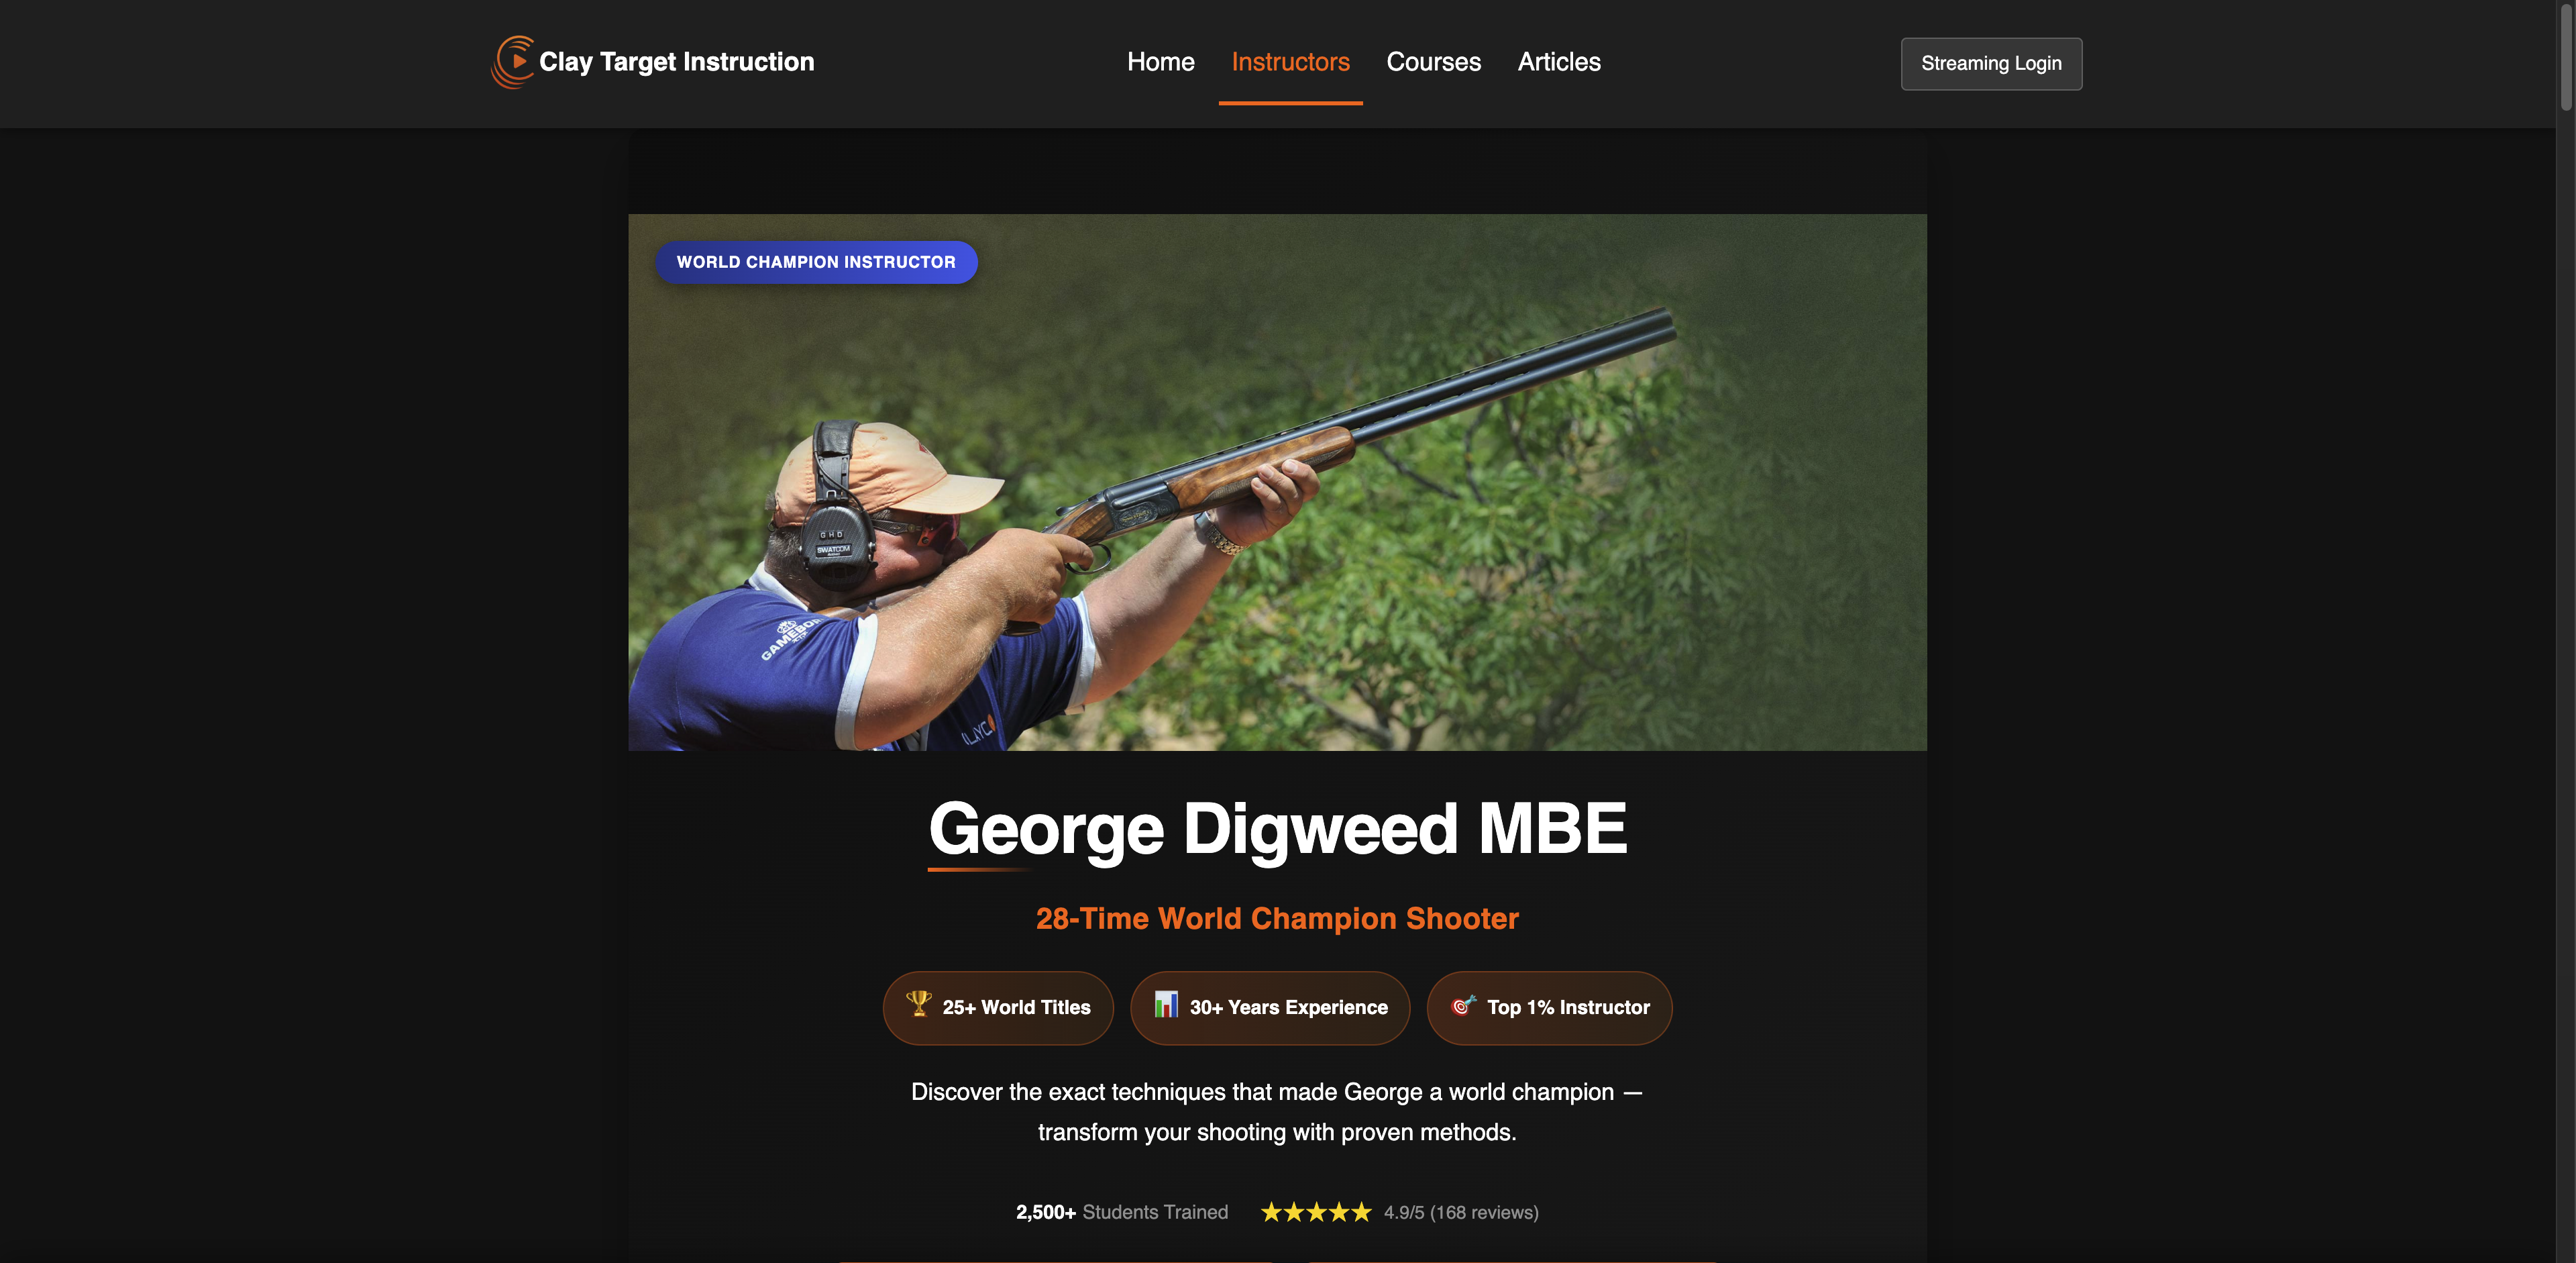 Clay Target Instruction
Home Instructors Courses Articles
Streaming Login
WORLD CHAMPION INSTRUCTOR
GHD
SWATCOM
GAMEBOR
George Digweed MBE
28-Time World Champion Shooter
25+ World Titles
30+ Years Experience
Top 1% Instructor
Discover the exact techniques that made George a world champion —
transform your shooting with proven methods.
2,500+ Students Trained
4.9/5 (168 reviews)